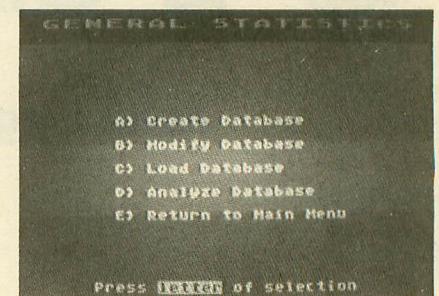 GENERAL STATISTICS
A) Create Database
B) Modify Database
C) Load Database
D) Analyze Database
E) Return to Main Menu
Press letter of selection